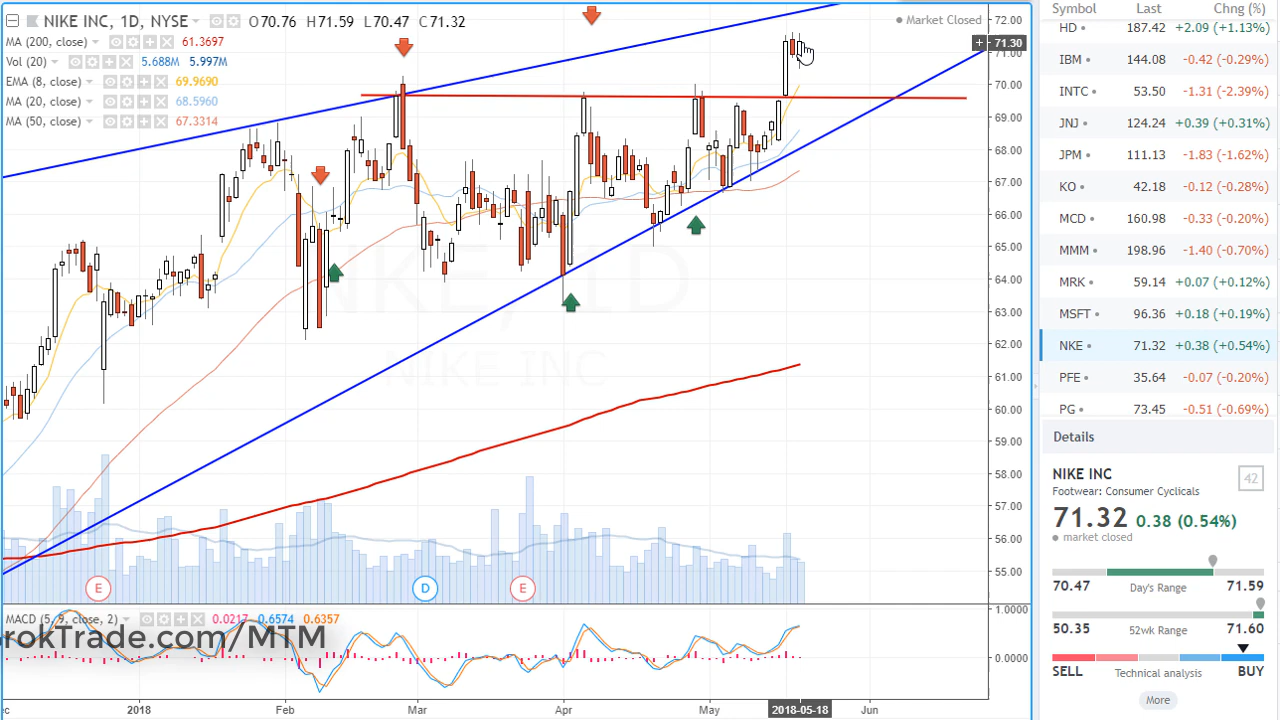 NIKE INC, 1D, NYSE O70.76 H71.59 L70.47 C71.32
MA (200, close) 61.3697
Vol (20) 5.688M 5.997M
EMA (8, close) 69.9690
MA (20, close) 68.5960
MA (50, close) 67.3314
Market Closed
NKE, 1D
NIKE INC
72.00
71.30
71.00
70.00
69.00
68.00
67.00
66.00
65.00
64.00
63.00
62.00
61.00
60.00
59.00
58.00
57.00
56.00
55.00
E D E
MACD (5, 9, close, 2) 0.0217 0.6574 0.6357
rokTrade.com/MTM
1.0000
0.0000
ec 2018 Feb Mar Apr May 2018-05-18 Jun
Symbol Last Chng (%)
HD 187.42 +2.09 (+1.13%)
IBM 144.08 -0.42 (-0.29%)
INTC 53.50 -1.31 (-2.39%)
JNJ 124.24 +0.39 (+0.31%)
JPM 111.13 -1.83 (-1.62%)
KO 42.18 -0.12 (-0.28%)
MCD 160.98 -0.33 (-0.20%)
MMM 198.96 -1.40 (-0.70%)
MRK 59.14 +0.07 (+0.12%)
MSFT 96.36 +0.18 (+0.19%)
NKE 71.32 +0.38 (+0.54%)
PFE 35.64 -0.07 (-0.20%)
PG 73.45 -0.51 (-0.69%)
Details
NIKE INC 42
Footwear: Consumer Cyclicals
71.32 0.38 (0.54%)
market closed
70.47 Day's Range 71.59
50.35 52wk Range 71.60
SELL Technical analysis BUY
More